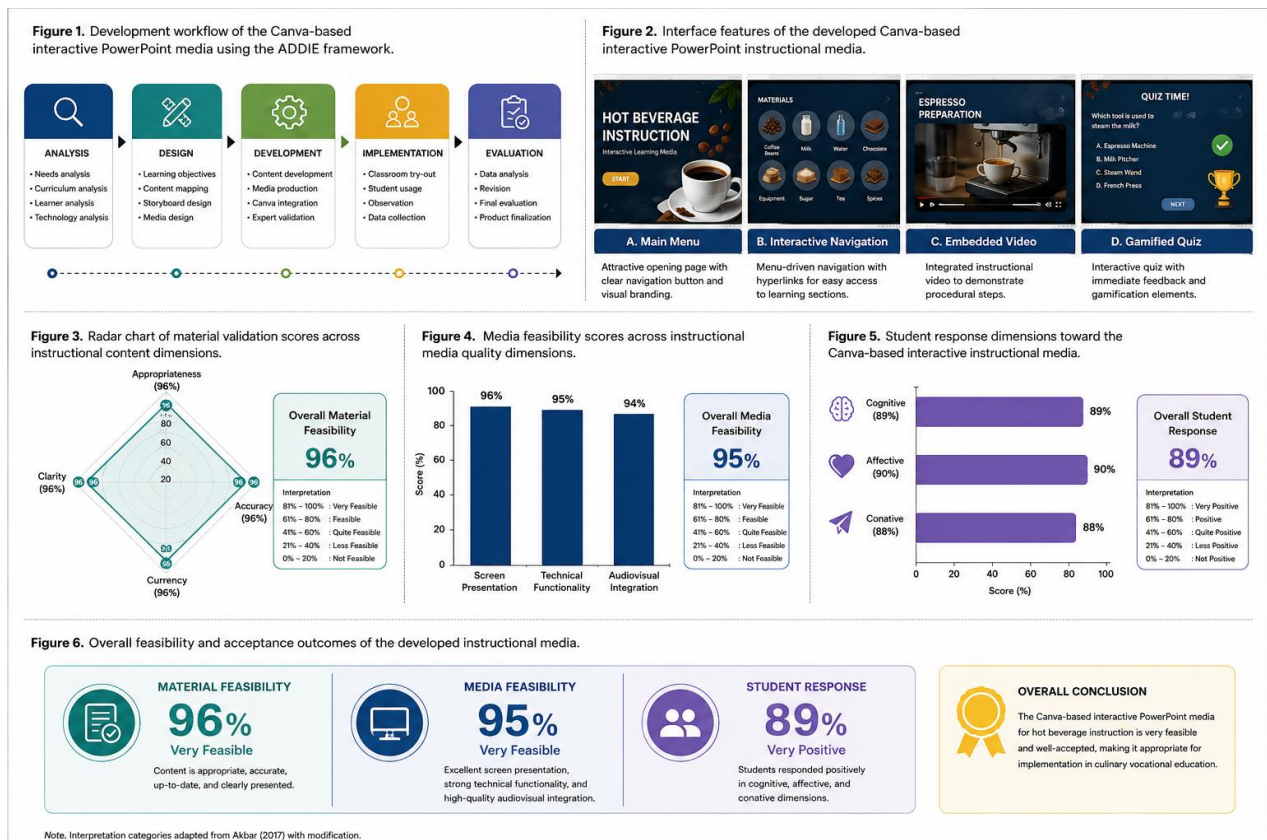 Figure 1. Development workflow of the Canva-based
interactive PowerPoint media using the ADDIE framework.
ANALYSIS
• Needs analysis
• Curriculum analysis
• Learner analysis
• Technology analysis
DESIGN
• Learning objectives
• Content mapping
• Storyboard design
• Media design
DEVELOPMENT
• Content development
• Media production
• Canva integration
• Expert validation
IMPLEMENTATION
• Classroom try-out
• Student usage
• Observation
• Data collection
EVALUATION
• Data analysis
• Revision
• Final evaluation
• Product finalization
Figure 2. Interface features of the developed Canva-based
interactive PowerPoint instructional media.
HOT BEVERAGE
INSTRUCTION
Interactive Learning Media
START
A. Main Menu
Attractive opening page with
clear navigation button and
visual branding.
MATERIALS
Coffee
Beans
Milk
Water
Chocolate
Equipment
Sugar
Tea
Spices
B. Interactive Navigation
Menu-driven navigation with
hyperlinks for easy access
to learning sections.
ESPRESSO
PREPARATION
C. Embedded Video
Integrated instructional
video to demonstrate
procedural steps.
QUIZ TIME!
Which tool is used to
steam the milk?
A. Espresso Machine
B. Milk Pitcher
C. Steam Wand
D. French Press
NEXT
D. Gamified Quiz
Interactive quiz with
immediate feedback and
gamification elements.
Figure 3. Radar chart of material validation scores across
instructional content dimensions.
Appropriateness
(96%)
96
80
60
40
20
Clarity
(96%)
96 96
96 96
Accuracy
(96%)
96
Currency
(96%)
Overall Material
Feasibility
96%
Interpretation
81% – 100% : Very Feasible
61% – 80% : Feasible
41% – 60% : Quite Feasible
21% – 40% : Less Feasible
0% – 20% : Not Feasible
Figure 4. Media feasibility scores across instructional
media quality dimensions.
Score (%)
100
80
60
40
20
0
96%
95%
94%
Screen
Presentation
Technical
Functionality
Audiovisual
Integration
Overall Media
Feasibility
95%
Interpretation
81% – 100% : Very Feasible
61% – 80% : Feasible
41% – 60% : Quite Feasible
21% – 40% : Less Feasible
0% – 20% : Not Feasible
Figure 5. Student response dimensions toward the
Canva-based interactive instructional media.
Cognitive
(89%)
89%
Affective
(90%)
90%
Conative
(88%)
88%
0 20 40 60 80 100
Score (%)
Overall Student
Response
89%
Interpretation
81% – 100% : Very Positive
61% – 80% : Positive
41% – 60% : Quite Positive
21% – 40% : Less Positive
0% – 20% : Not Positive
Figure 6. Overall feasibility and acceptance outcomes of the developed instructional media.
MATERIAL FEASIBILITY
96%
Very Feasible
Content is appropriate, accurate,
up-to-date, and clearly presented.
MEDIA FEASIBILITY
95%
Very Feasible
Excellent screen presentation,
strong technical functionality, and
high-quality audiovisual integration.
STUDENT RESPONSE
89%
Very Positive
Students responded positively
in cognitive, affective, and
conative dimensions.
OVERALL CONCLUSION
The Canva-based interactive PowerPoint media
for hot beverage instruction is very feasible
and well-accepted, making it appropriate for
implementation in culinary vocational education.
Note. Interpretation categories adapted from Akbar (2017) with modification.